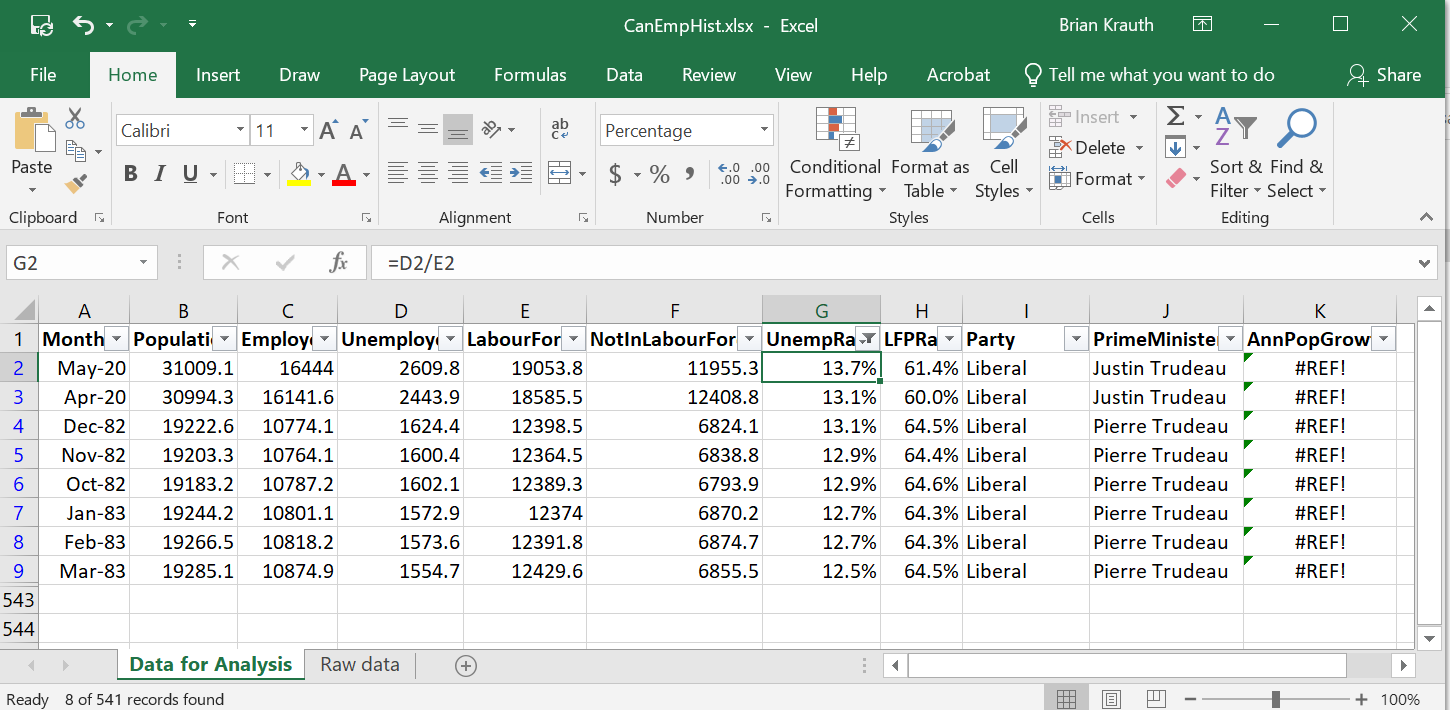 CanEmpHist.xlsx - Excel
Brian Krauth
File Home Insert Draw Page Layout Formulas Data Review View Help Acrobat Tell me what you want to do Share
Paste
Calibri 11 A A
B I U A
ab
Percentage
$ % ,
.0 .00
.00 .0
Conditional Formatting
Format as Table
Cell Styles
Insert
Delete
Format
Sort & Filter
Find & Select
Clipboard Font Alignment Number Styles Cells Editing
G2 fx =D2/E2
A B C D E F G H I J K
1 Month Populati Employe Unemploye LabourFor NotInLabourFor UnempRa LFPRa Party PrimeMiniste AnnPopGrow
2 May-20 31009.1 16444 2609.8 19053.8 11955.3 13.7% 61.4% Liberal Justin Trudeau #REF!
3 Apr-20 30994.3 16141.6 2443.9 18585.5 12408.8 13.1% 60.0% Liberal Justin Trudeau #REF!
4 Dec-82 19222.6 10774.1 1624.4 12398.5 6824.1 13.1% 64.5% Liberal Pierre Trudeau #REF!
5 Nov-82 19203.3 10764.1 1600.4 12364.5 6838.8 12.9% 64.4% Liberal Pierre Trudeau #REF!
6 Oct-82 19183.2 10787.2 1602.1 12389.3 6793.9 12.9% 64.6% Liberal Pierre Trudeau #REF!
7 Jan-83 19244.2 10801.1 1572.9 12374 6870.2 12.7% 64.3% Liberal Pierre Trudeau #REF!
8 Feb-83 19266.5 10818.2 1573.6 12391.8 6874.7 12.7% 64.3% Liberal Pierre Trudeau #REF!
9 Mar-83 19285.1 10874.9 1554.7 12429.6 6855.5 12.5% 64.5% Liberal Pierre Trudeau #REF!
543
544
Data for Analysis Raw data
Ready 8 of 541 records found 100%